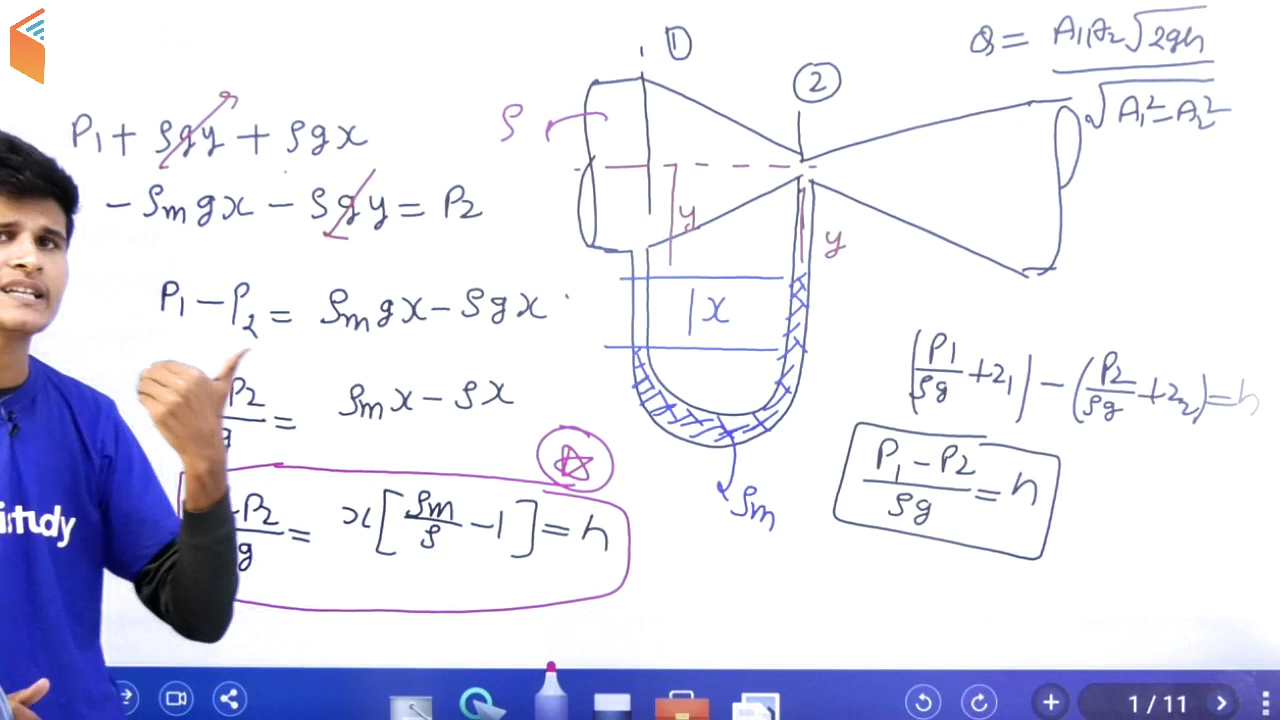 P₁ + ρgy + ρgx
- ρₘgx - ρgy = P₂
P₁ - P₂ = ρₘgx - ρgx
P₂/g = ρₘx - ρx
P₂/g = x[ρₘ/ρ - 1] = h
istudy
1
2
ρ
y
y
x
ρₘ
Q = A₁A₂√2gh / √A₁² - A₂²
(P₁/ρg + z₁) - (P₂/ρg + z₂) = h
P₁ - P₂/ρg = h
1 / 11